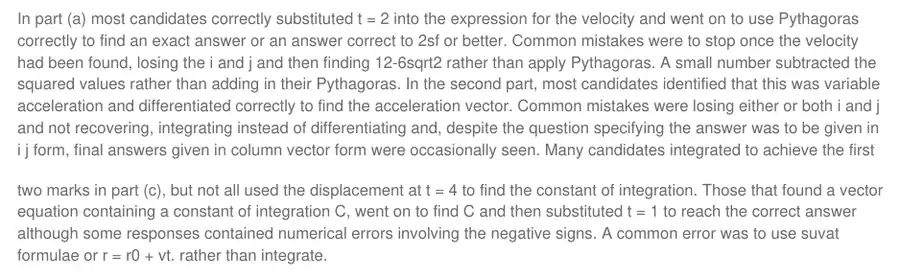 In part (a) most candidates correctly substituted t = 2 into the expression for the velocity and went on to use Pythagoras
correctly to find an exact answer or an answer correct to 2sf or better. Common mistakes were to stop once the velocity
had been found, losing the i and j and then finding 12-6sqrt2 rather than apply Pythagoras. A small number subtracted the
squared values rather than adding in their Pythagoras. In the second part, most candidates identified that this was variable
acceleration and differentiated correctly to find the acceleration vector. Common mistakes were losing either or both i and j
and not recovering, integrating instead of differentiating and, despite the question specifying the answer was to be given in
i j form, final answers given in column vector form were occasionally seen. Many candidates integrated to achieve the first
two marks in part (c), but not all used the displacement at t = 4 to find the constant of integration. Those that found a vector
equation containing a constant of integration C, went on to find C and then substituted t = 1 to reach the correct answer
although some responses contained numerical errors involving the negative signs. A common error was to use suvat
formulae or r = r0 + vt. rather than integrate.